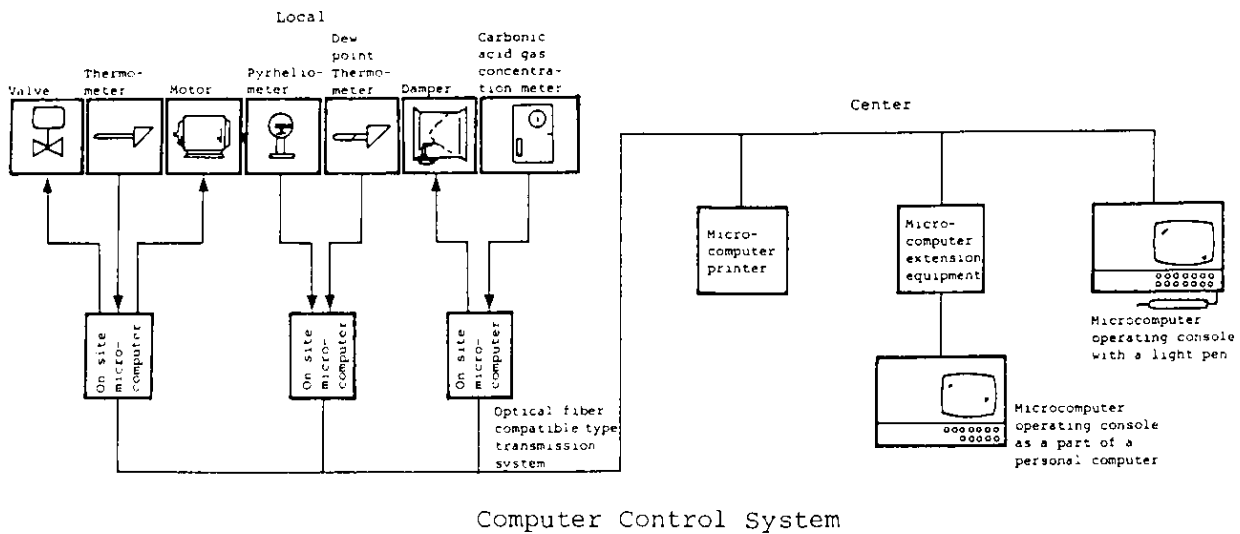 Local
Valve
Thermo-
meter
Motor
Pyrhelio-
meter
Dew
point
Thermo-
meter
Damper
Carbonic
acid gas
concentra-
tion meter
Center
On site
micro-
computer
On site
micro-
computer
On site
micro-
computer
Optical fiber
compatible type
transmission
system
Micro-
computer
printer
Micro-
computer
extension
equipment
Microcomputer
operating console
with a light pen
Microcomputer
operating console
as a part of a
personal computer
Computer Control System